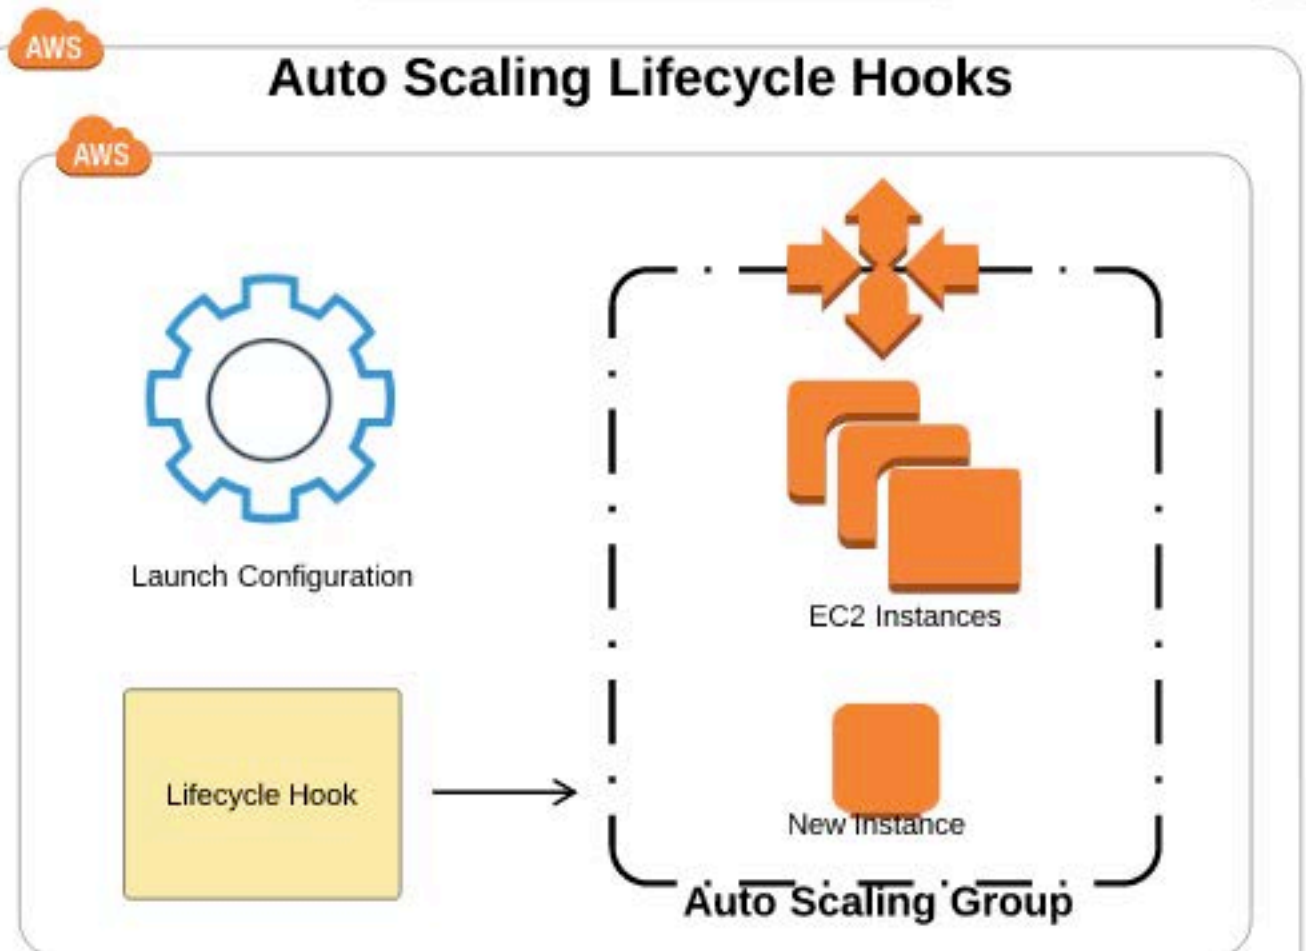 AWS
Auto Scaling Lifecycle Hooks
AWS
Launch Configuration
EC2 Instances
Lifecycle Hook
New Instance
Auto Scaling Group